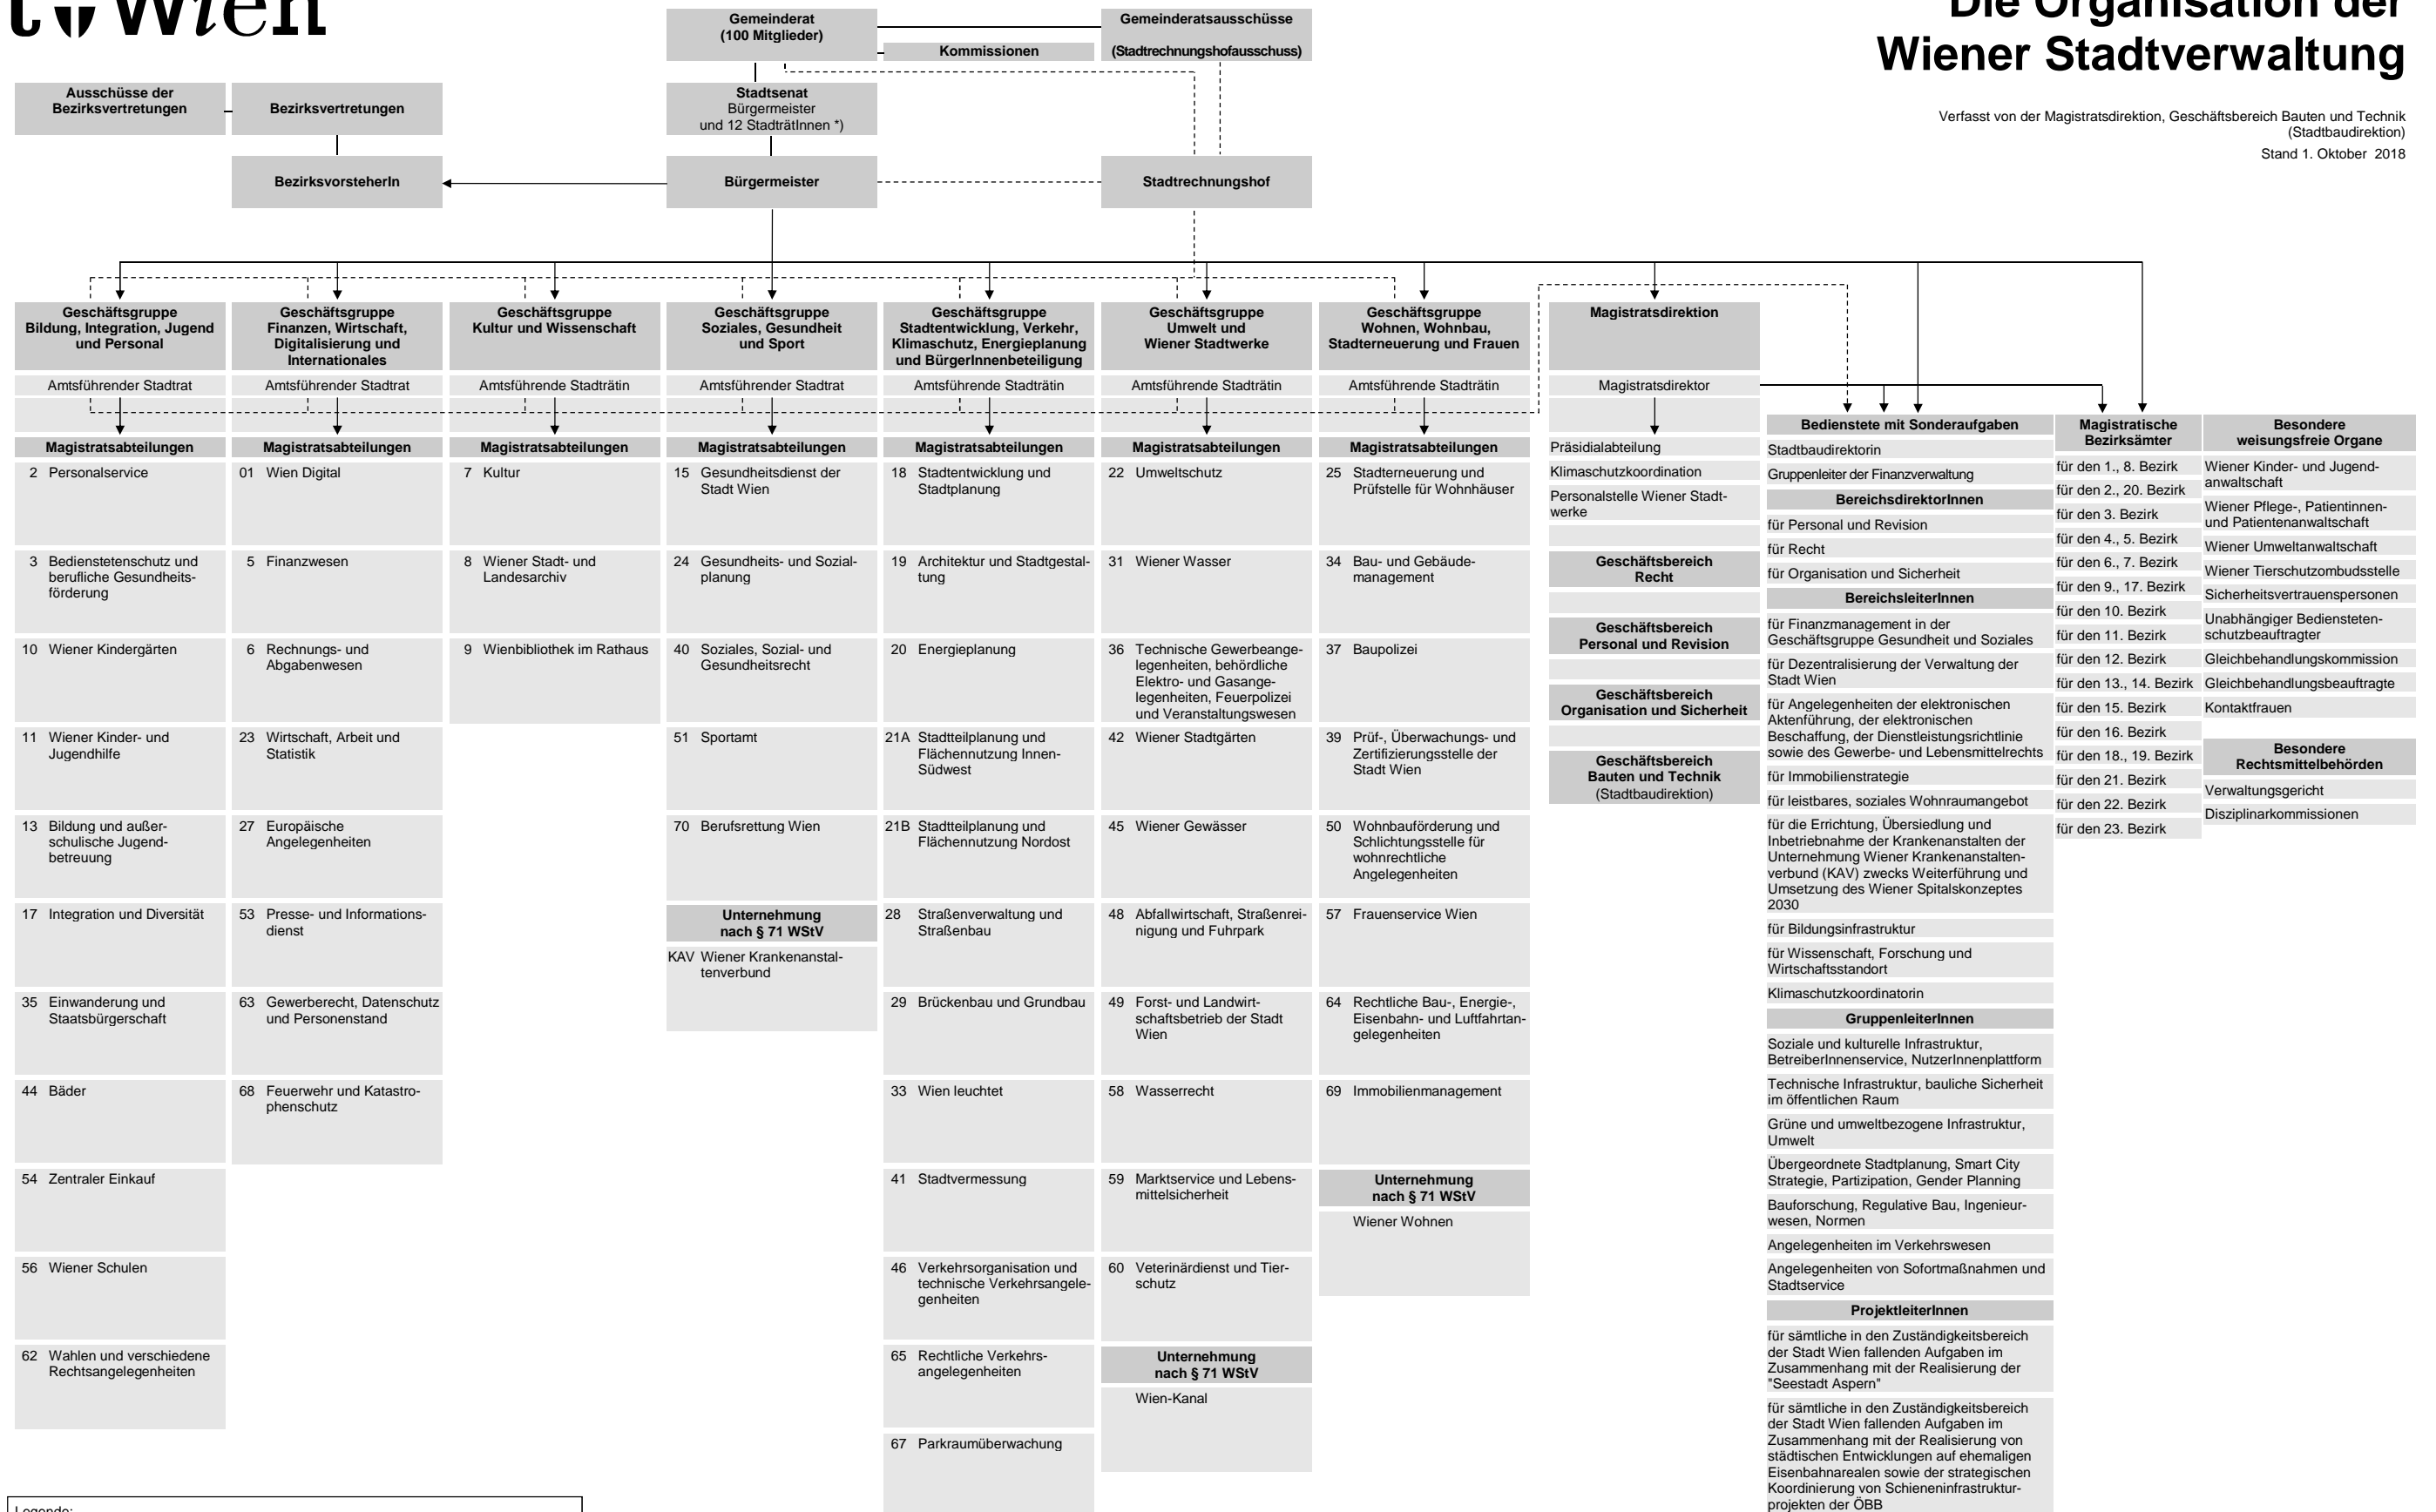 Wien
Die Organisation der
Wiener Stadtverwaltung
Verfasst von der Magistratsdirektion, Geschäftsbereich Bauten und Technik
(Stadtbaudirektion)
Stand 1. Oktober 2018
Gemeinderat
(100 Mitglieder)
Kommissionen
Gemeinderatsausschüsse
(Stadtrechnungshofausschuss)
Ausschüsse der
Bezirksvertretungen
Bezirksvertretungen
Stadtsenat
Bürgermeister
und 12 StadträtInnen *)
BezirksvorsteherIn
Bürgermeister
Stadtrechnungshof
Geschäftsgruppe
Bildung, Integration, Jugend
und Personal
Amtsführender Stadtrat
Magistratsabteilungen
2 Personalservice
3 Bedienstetenschutz und
berufliche Gesundheits-
förderung
10 Wiener Kindergärten
11 Wiener Kinder- und
Jugendhilfe
13 Bildung und außer-
schulische Jugend-
betreuung
17 Integration und Diversität
35 Einwanderung und
Staatsbürgerschaft
44 Bäder
54 Zentraler Einkauf
56 Wiener Schulen
62 Wahlen und verschiedene
Rechtsangelegenheiten
Geschäftsgruppe
Finanzen, Wirtschaft,
Digitalisierung und
Internationales
Amtsführender Stadtrat
Magistratsabteilungen
01 Wien Digital
5 Finanzwesen
6 Rechnungs- und
Abgabenwesen
23 Wirtschaft, Arbeit und
Statistik
27 Europäische
Angelegenheiten
53 Presse- und Informations-
dienst
63 Gewerberecht, Datenschutz
und Personenstand
68 Feuerwehr und Katastro-
phenschutz
Geschäftsgruppe
Kultur und Wissenschaft
Amtsführende Stadträtin
Magistratsabteilungen
7 Kultur
8 Wiener Stadt- und
Landesarchiv
9 Wienbibliothek im Rathaus
Geschäftsgruppe
Soziales, Gesundheit
und Sport
Amtsführender Stadtrat
Magistratsabteilungen
15 Gesundheitsdienst der
Stadt Wien
24 Gesundheits- und Sozial-
planung
40 Soziales, Sozial- und
Gesundheitsrecht
51 Sportamt
70 Berufsrettung Wien
Unternehmung
nach § 71 WStV
KAV Wiener Krankenanstal-
tenverbund
Geschäftsgruppe
Stadtentwicklung, Verkehr,
Klimaschutz, Energieplanung
und BürgerInnenbeteiligung
Amtsführende Stadträtin
Magistratsabteilungen
18 Stadtentwicklung und
Stadtplanung
19 Architektur und Stadtgestal-
tung
20 Energieplanung
21A Stadtteilplanung und
Flächennutzung Innen-
Südwest
21B Stadtteilplanung und
Flächennutzung Nordost
28 Straßenverwaltung und
Straßenbau
29 Brückenbau und Grundbau
33 Wien leuchtet
41 Stadtvermessung
46 Verkehrsorganisation und
technische Verkehrsangele-
genheiten
65 Rechtliche Verkehrs-
angelegenheiten
67 Parkraumüberwachung
Geschäftsgruppe
Umwelt und
Wiener Stadtwerke
Amtsführende Stadträtin
Magistratsabteilungen
22 Umweltschutz
31 Wiener Wasser
36 Technische Gewerbeange-
legenheiten, behördliche
Elektro- und Gasange-
legenheiten, Feuerpolizei
und Veranstaltungswesen
42 Wiener Stadtgärten
45 Wiener Gewässer
48 Abfallwirtschaft, Straßenrei-
nigung und Fuhrpark
49 Forst- und Landwirt-
schaftsbetrieb der Stadt
Wien
58 Wasserrecht
59 Marktservice und Lebens-
mittelsicherheit
60 Veterinärdienst und Tier-
schutz
Unternehmung
nach § 71 WStV
Wien-Kanal
Geschäftsgruppe
Wohnen, Wohnbau,
Stadterneuerung und Frauen
Amtsführende Stadträtin
Magistratsabteilungen
25 Stadterneuerung und
Prüfstelle für Wohnhäuser
34 Bau- und Gebäude-
management
37 Baupolizei
39 Prüf-, Überwachungs- und
Zertifizierungsstelle der
Stadt Wien
50 Wohnbauförderung und
Schlichtungsstelle für
wohnrechtliche
Angelegenheiten
57 Frauenservice Wien
64 Rechtliche Bau-, Energie-,
Eisenbahn- und Luftfahrtan-
gelegenheiten
69 Immobilienmanagement
Unternehmung
nach § 71 WStV
Wiener Wohnen
Magistratsdirektion
Magistratsdirektor
Präsidialabteilung
Klimaschutzkoordination
Personalstelle Wiener Stadt-
werke
Geschäftsbereich
Recht
Geschäftsbereich
Personal und Revision
Geschäftsbereich
Organisation und Sicherheit
Geschäftsbereich
Bauten und Technik
(Stadtbaudirektion)
Bedienstete mit Sonderaufgaben
Stadtbaudirektorin
Gruppenleiter der Finanzverwaltung
BereichsdirektorInnen
für Personal und Revision
für Recht
für Organisation und Sicherheit
BereichsleiterInnen
für Finanzmanagement in der
Geschäftsgruppe Gesundheit und Soziales
für Dezentralisierung der Verwaltung der
Stadt Wien
für Angelegenheiten der elektronischen
Aktenführung, der elektronischen
Beschaffung, der Dienstleistungsrichtlinie
sowie des Gewerbe- und Lebensmittelrechts
für Immobilienstrategie
für leistbares, soziales Wohnraumangebot
für die Errichtung, Übersiedlung und
Inbetriebnahme der Krankenanstalten der
Unternehmung Wiener Krankenanstalten-
verbund (KAV) zwecks Weiterführung und
Umsetzung des Wiener Spitalskonzeptes
2030
für Bildungsinfrastruktur
für Wissenschaft, Forschung und
Wirtschaftsstandort
Klimaschutzkoordinatorin
GruppenleiterInnen
Soziale und kulturelle Infrastruktur,
BetreiberInnenservice, NutzerInnenplattform
Technische Infrastruktur, bauliche Sicherheit
im öffentlichen Raum
Grüne und umweltbezogene Infrastruktur,
Umwelt
Übergeordnete Stadtplanung, Smart City
Strategie, Partizipation, Gender Planning
Bauforschung, Regulative Bau, Ingenieur-
wesen, Normen
Angelegenheiten im Verkehrswesen
Angelegenheiten von Sofortmaßnahmen und
Stadtservice
ProjektleiterInnen
für sämtliche in den Zuständigkeitsbereich
der Stadt Wien fallenden Aufgaben im
Zusammenhang mit der Realisierung der
"Seestadt Aspern"
für sämtliche in den Zuständigkeitsbereich
der Stadt Wien fallenden Aufgaben im
Zusammenhang mit der Realisierung von
städtischen Entwicklungen auf ehemaligen
Eisenbahnarealen sowie der strategischen
Koordinierung von Schieneninfrastruktur-
projekten der ÖBB
Magistratische
Bezirksämter
für den 1., 8. Bezirk
für den 2., 20. Bezirk
für den 3. Bezirk
für den 4., 5. Bezirk
für den 6., 7. Bezirk
für den 9., 17. Bezirk
für den 10. Bezirk
für den 11. Bezirk
für den 12. Bezirk
für den 13., 14. Bezirk
für den 15. Bezirk
für den 16. Bezirk
für den 18., 19. Bezirk
für den 21. Bezirk
für den 22. Bezirk
für den 23. Bezirk
Besondere
weisungsfreie Organe
Wiener Kinder- und Jugend-
anwaltschaft
Wiener Pflege-, Patientinnen-
und Patientenanwaltschaft
Wiener Umweltanwaltschaft
Wiener Tierschutzombudsstelle
Sicherheitsvertrauenspersonen
Unabhängiger Bediensteten-
schutzbeauftragter
Gleichbehandlungskommission
Gleichbehandlungsbeauftragte
Kontaktfrauen
Besondere
Rechtsmittelbehörden
Verwaltungsgericht
Disziplinarkommissionen
Legende: